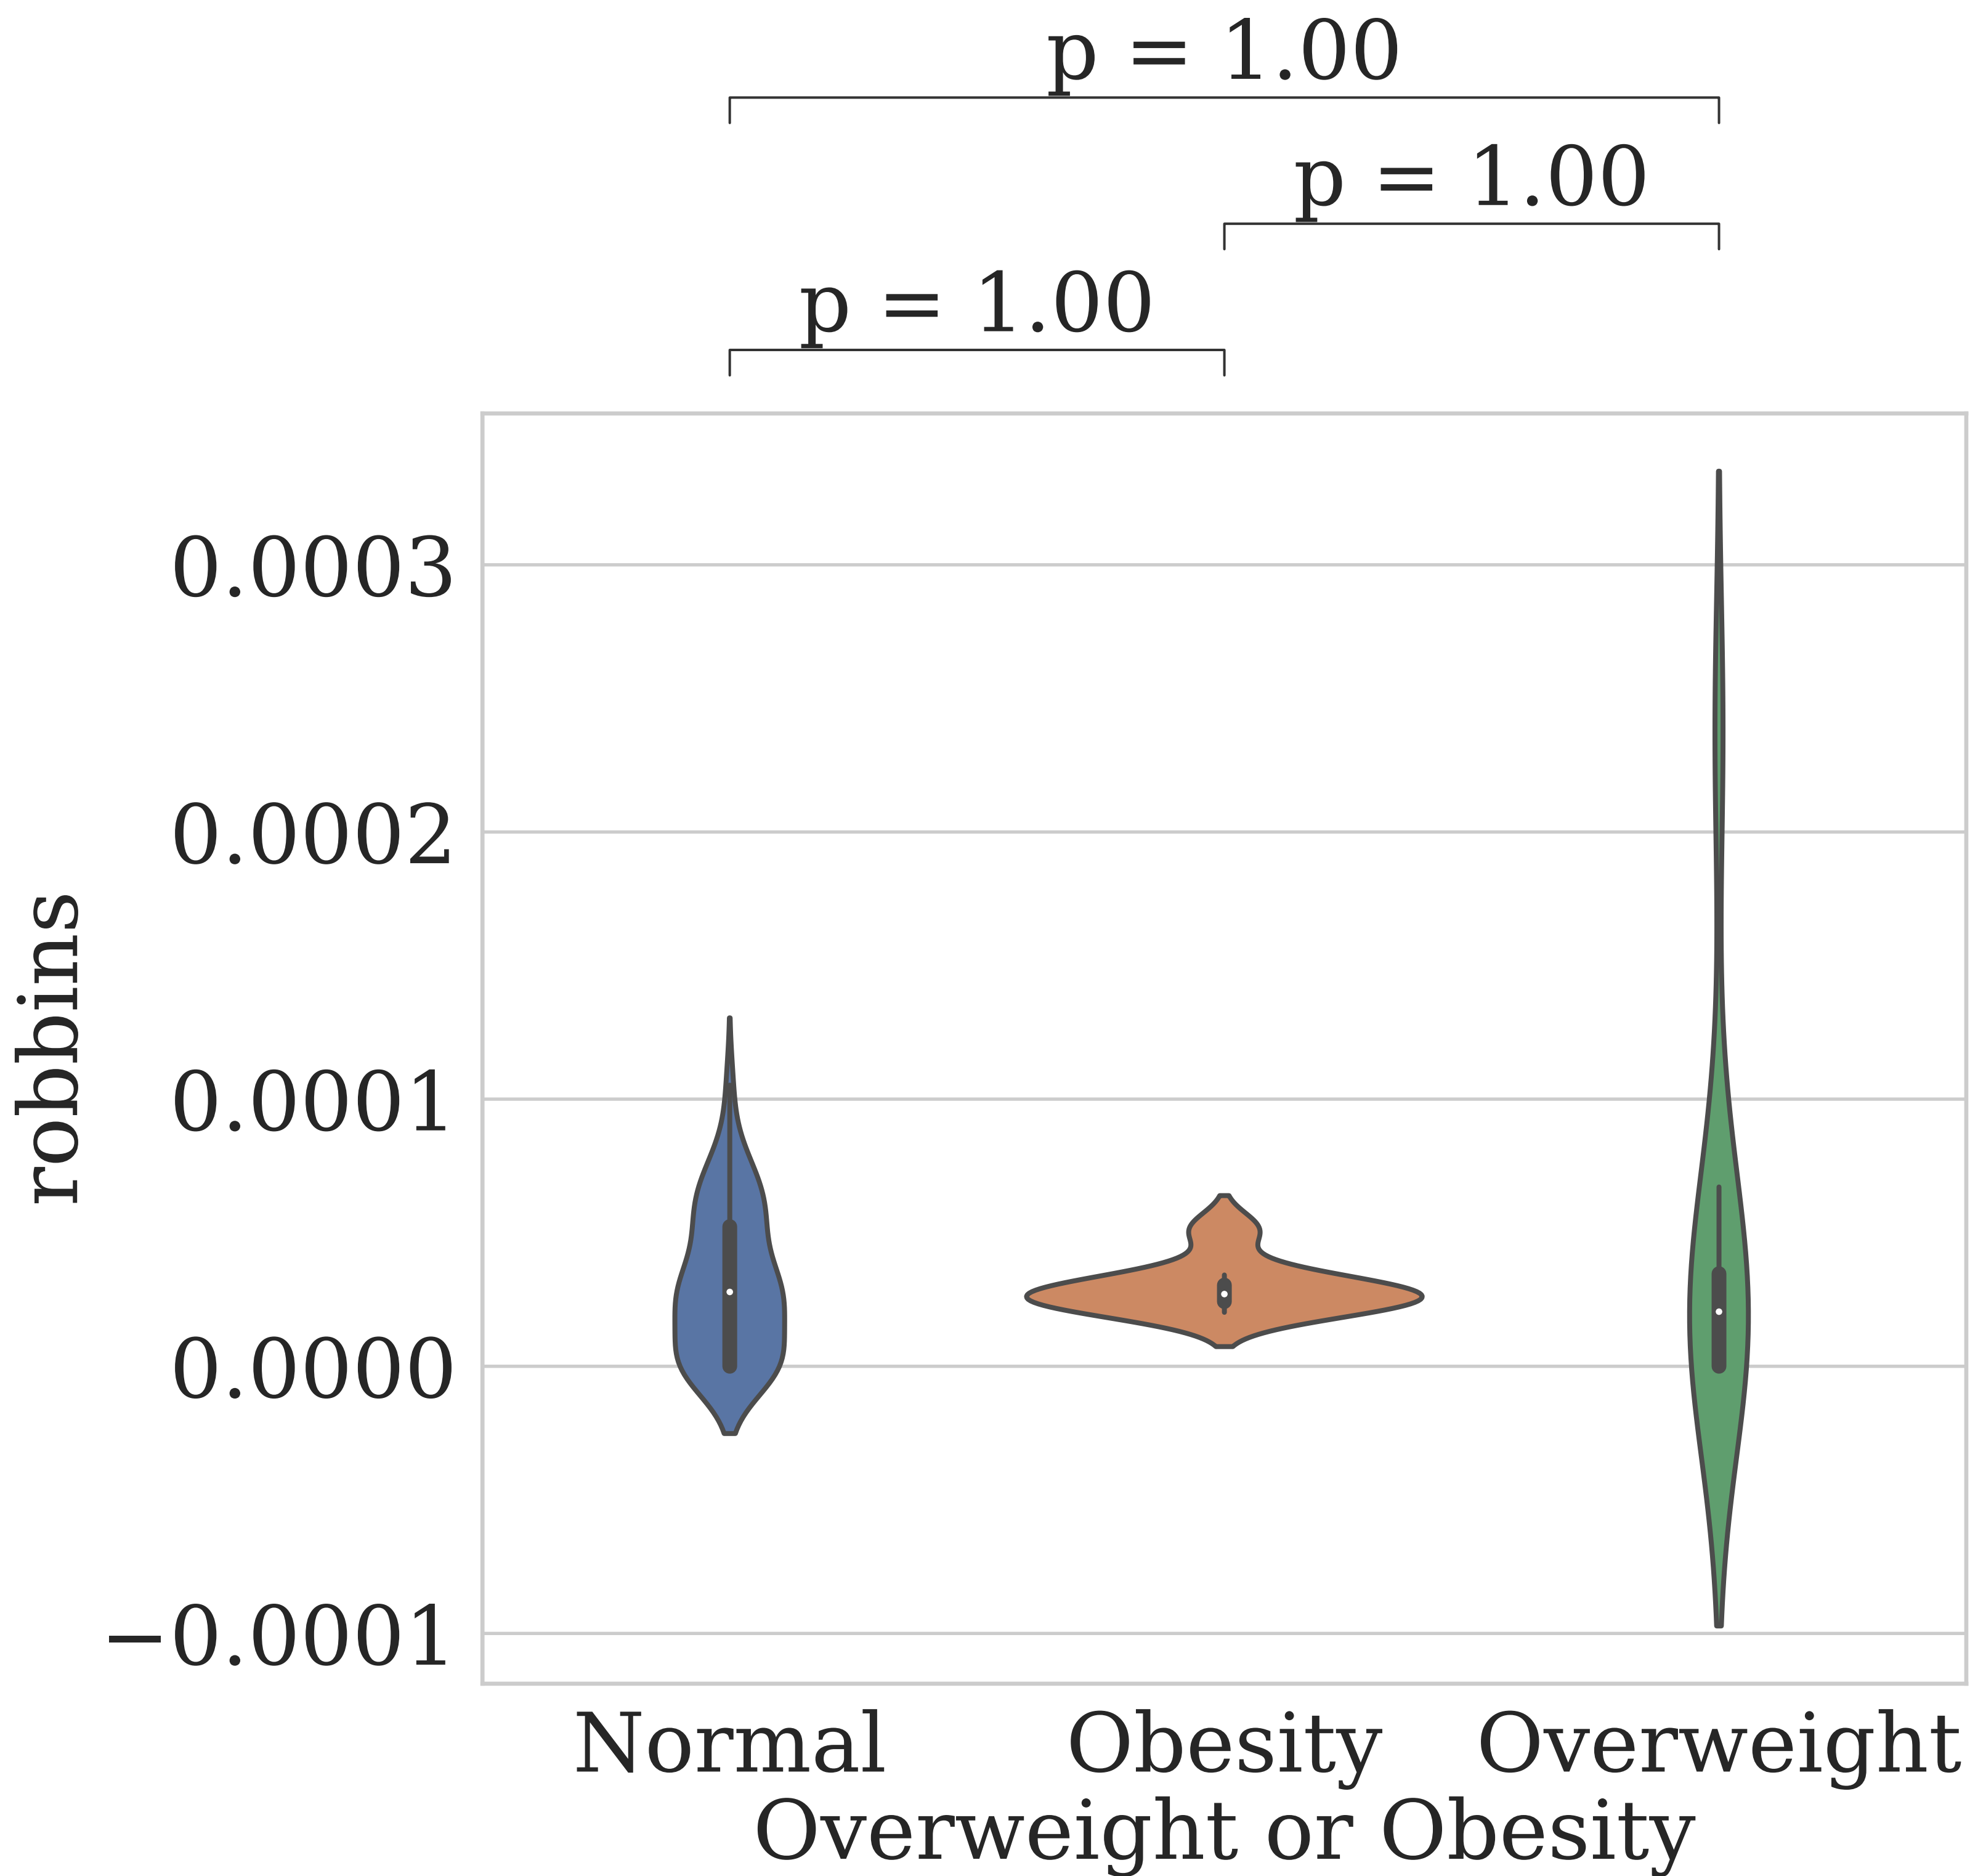 p = 1.00
p = 1.00
p = 1.00
robbins
0.0003
0.0002
0.0001
0.0000
−0.0001
Normal Obesity Overweight
Overweight or Obesity